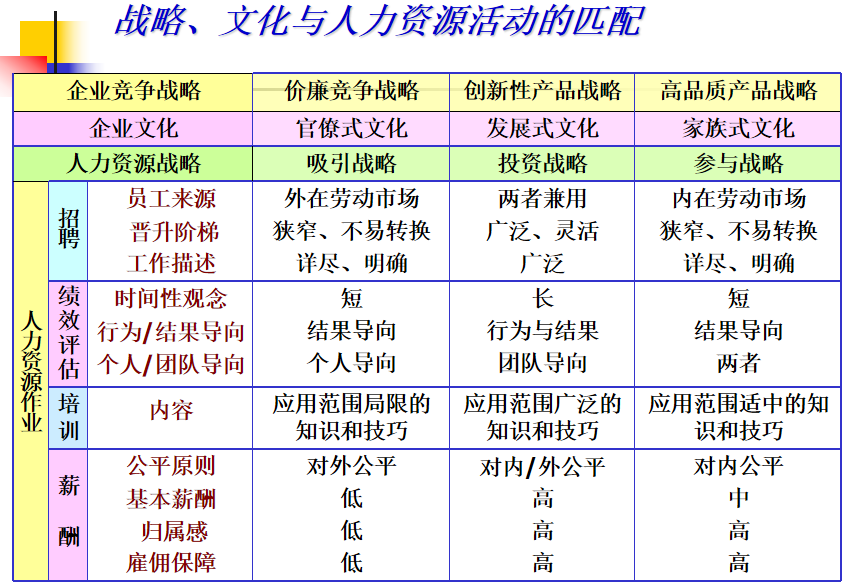 战略、文化与人力资源活动的匹配
企业竞争战略 价廉竞争战略 创新性产品战略 高品质产品战略
企业文化 官僚式文化 发展式文化 家族式文化
人力资源战略 吸引战略 投资战略 参与战略
人力资源作业
招聘
员工来源 外在劳动市场 两者兼用 内在劳动市场
晋升阶梯 狭窄、不易转换 广泛、灵活 狭窄、不易转换
工作描述 详尽、明确 广泛 详尽、明确
绩效评估
时间性观念 短 长 短
行为/结果导向 结果导向 行为与结果 结果导向
个人/团队导向 个人导向 团队导向 两者
培训
内容 应用范围局限的知识和技巧 应用范围广泛的知识和技巧 应用范围适中的知识和技巧
薪酬
公平原则 对外公平 对内/外公平 对内公平
基本薪酬 低 高 中
归属感 低 高 高
雇佣保障 低 高 高